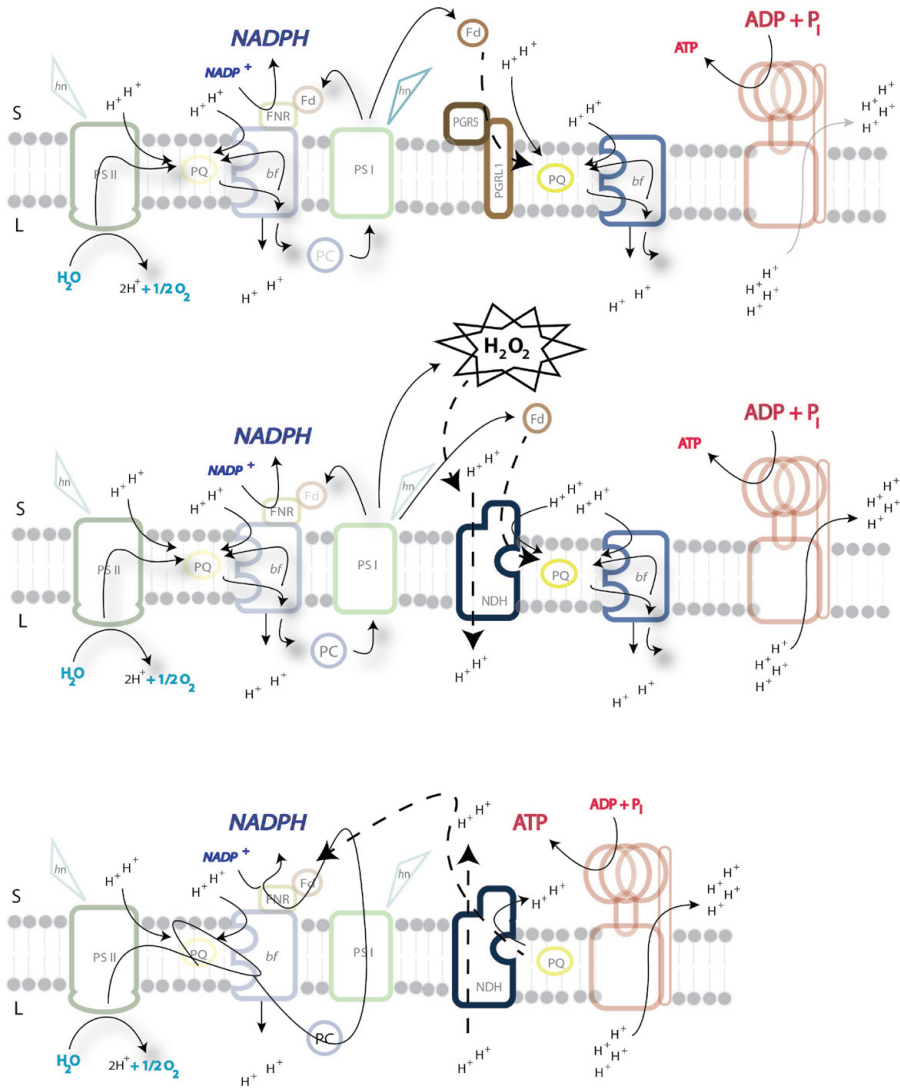 NADPH
NADP +
ADP + PI
ATP
Fd
H+ H+
H+ H+
H+ H+
H+ H+
hn
hn
Fd
FNR
PGR5
H+ H+
H+
H+
S
PS II
PQ
bf
PS I
PGRL1
PQ
bf
L
PC
H2O
2H+ + 1/2 O2
H+ H+
H+ H+
H+ H+
H+ H+
H+
H2O2
NADPH
NADP +
Fd
ADP + PI
ATP
hn
hn
H+ H+
H+ H+
H+ H+
H+ H+
H+ H+
Fd
FNR
H+ H+
H+ H+
H+
S
PS II
PQ
bf
PS I
NDH
PQ
bf
L
PC
H2O
2H+ + 1/2 O2
H+ H+
H+ H+
H+ H+
H+ H+
H+ H+
H+
NADPH
NADP +
ATP
ADP + PI
H+ H+
hn
hn
H+ H+
H+ H+
Fd
FNR
H+ H+
H+ H+
H+ H+
H+
S
PS II
PQ
bf
PS I
NDH
PQ
L
PC
H2O
2H+ + 1/2 O2
H+ H+
H+ H+
H+ H+
H+ H+
H+